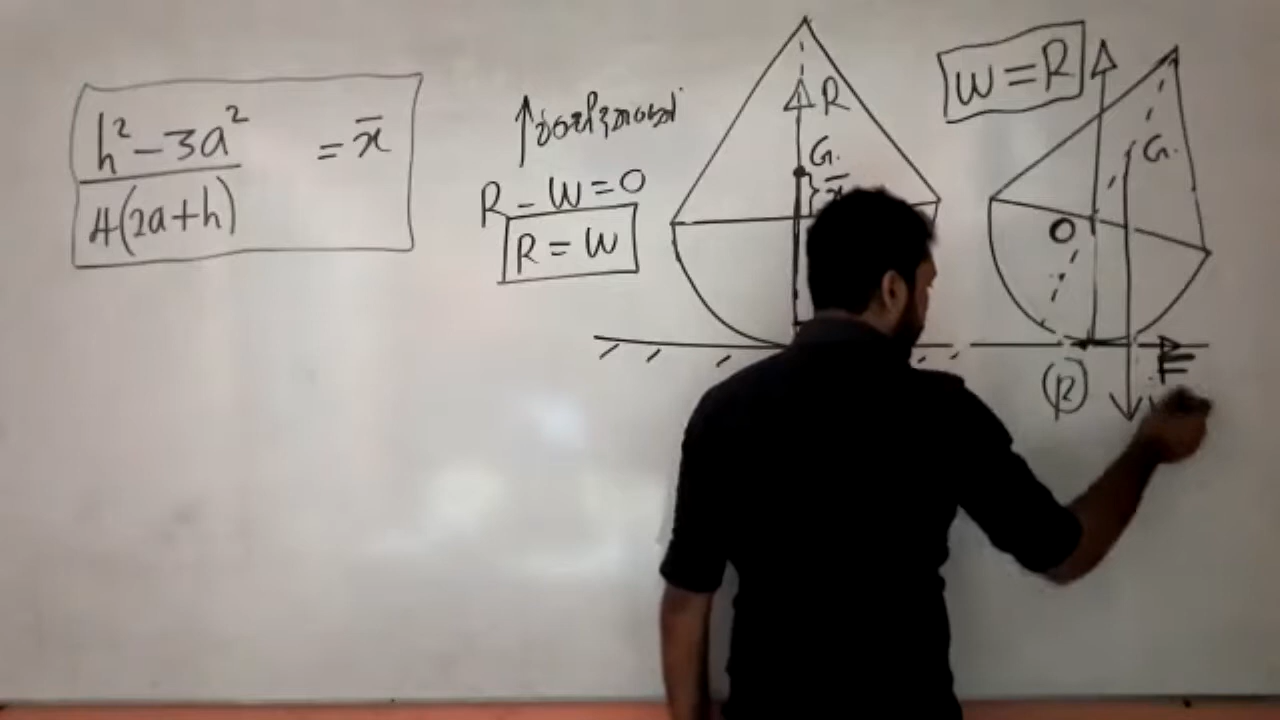 h² – 3a²
4(2a+h)
= x̄
R – W = 0
R = W
R
G.
x̄
W = R
G.
O
F
(R)